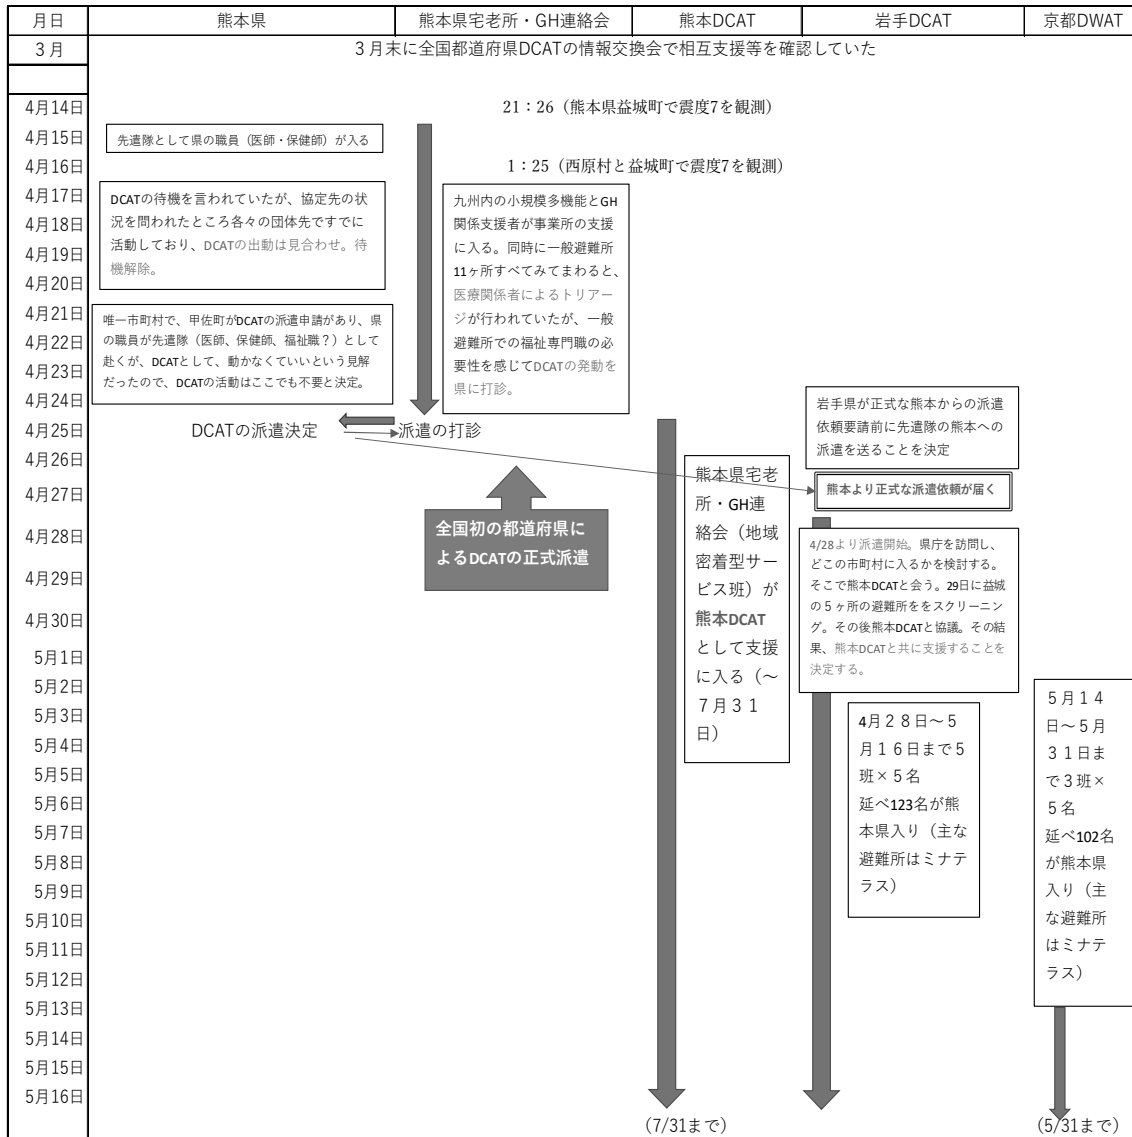 月日
熊本県
熊本県宅老所・GH連絡会
熊本DCAT
岩手DCAT
京都DWAT
３月
３月末に全国都道府県DCATの情報交換会で相互支援等を確認していた
4月14日
21：26（熊本県益城町で震度7を観測）
4月15日
先遣隊として県の職員（医師・保健師）が入る
4月16日
1：25（西原村と益城町で震度7を観測）
4月17日
4月18日
4月19日
4月20日
DCATの待機を言われていたが、協定先の状
況を問われたところ各々の団体先ですでに
活動しており、DCATの出動は見合わせ。待
機解除。
九州内の小規模多機能とGH
関係支援者が事業所の支援
に入る。同時に一般避難所
11ヶ所すべてみてまわると、
医療関係者によるトリアー
ジが行われていたが、一般
避難所での福祉専門職の必
要性を感じてDCATの発動を
県に打診。
4月21日
4月22日
4月23日
4月24日
唯一市町村で、甲佐町がDCATの派遣申請があり、県
の職員が先遣隊（医師、保健師、福祉職？）として
赴くが、DCATとして、動かなくていいという見解
だったので、DCATの活動はここでも不要と決定。
4月25日
DCATの派遣決定
派遣の打診
岩手県が正式な熊本からの派遣
依頼要請前に先遣隊の熊本への
派遣を送ることを決定
4月26日
4月27日
熊本より正式な派遣依頼が届く
4月28日
4月29日
4月30日
全国初の都道府県に
よるDCATの正式派遣
熊本県宅老
所・GH連
絡会（地域
密着型サー
ビス班）が
熊本DCAT
として支援
に入る（～
７月３１
日）
4/28より派遣開始。県庁を訪問し、
どこの市町村に入るかを検討する。
そこで熊本DCATと会う。29日に益城
の５ヶ所の避難所ををスクリーニ
ング。その後熊本DCATと協議。その結
果、熊本DCATと共に支援することを
決定する。
5月1日
5月2日
5月3日
5月4日
5月5日
5月6日
5月7日
5月8日
5月9日
5月10日
5月11日
5月12日
5月13日
5月14日
5月15日
5月16日
4月２８日～５
月１６日まで５
班×５名
延べ123名が熊
本県入り（主な
避難所はミナテ
ラス）
５月１４
日～５月
３１日ま
で３班×
５名
延べ102名
が熊本県
入り（主
な避難所
はミナテ
ラス）
（7/31まで）
（5/31まで）